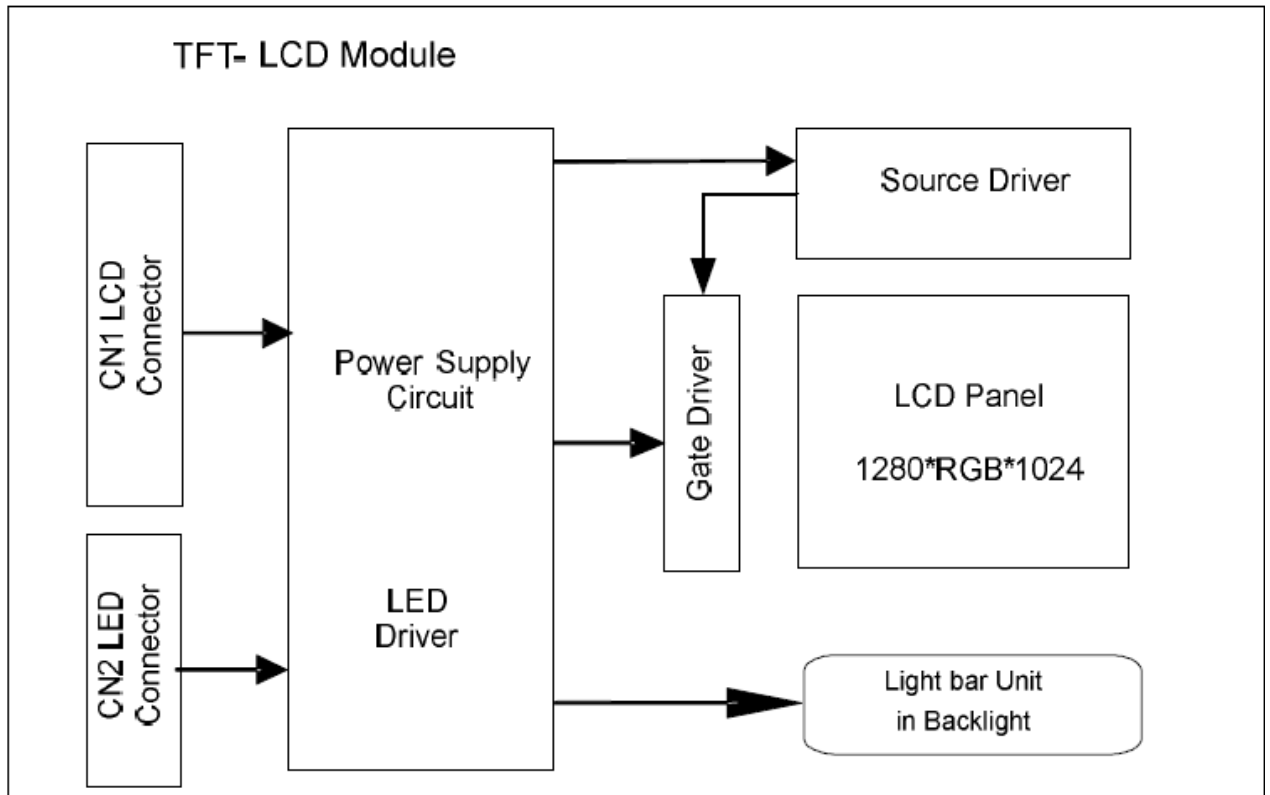 TFT- LCD Module
CN1 LCD
Connector
CN2 LED
Connector
Power Supply
Circuit
LED
Driver
Source Driver
Gate Driver
LCD Panel
1280*RGB*1024
Light bar Unit
in Backlight